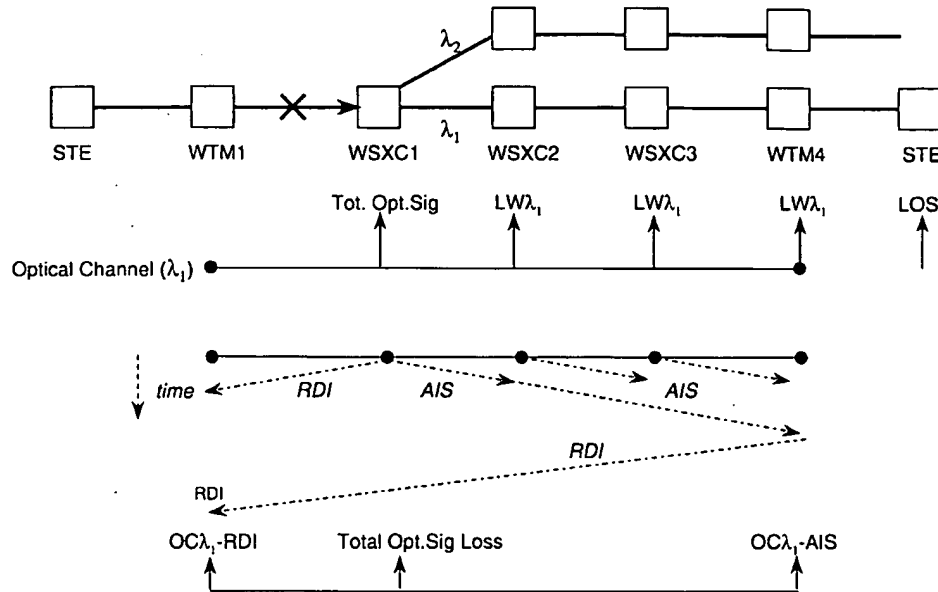 λ2
λ1
STE WTM1 WSXC1 WSXC2 WSXC3 WTM4 STE
Tot. Opt.Sig LWλ1 LWλ1 LWλ1 LOS
Optical Channel (λ1)
time RDI AIS AIS
RDI
RDI
OCλ1-RDI Total Opt.Sig Loss OCλ1-AIS